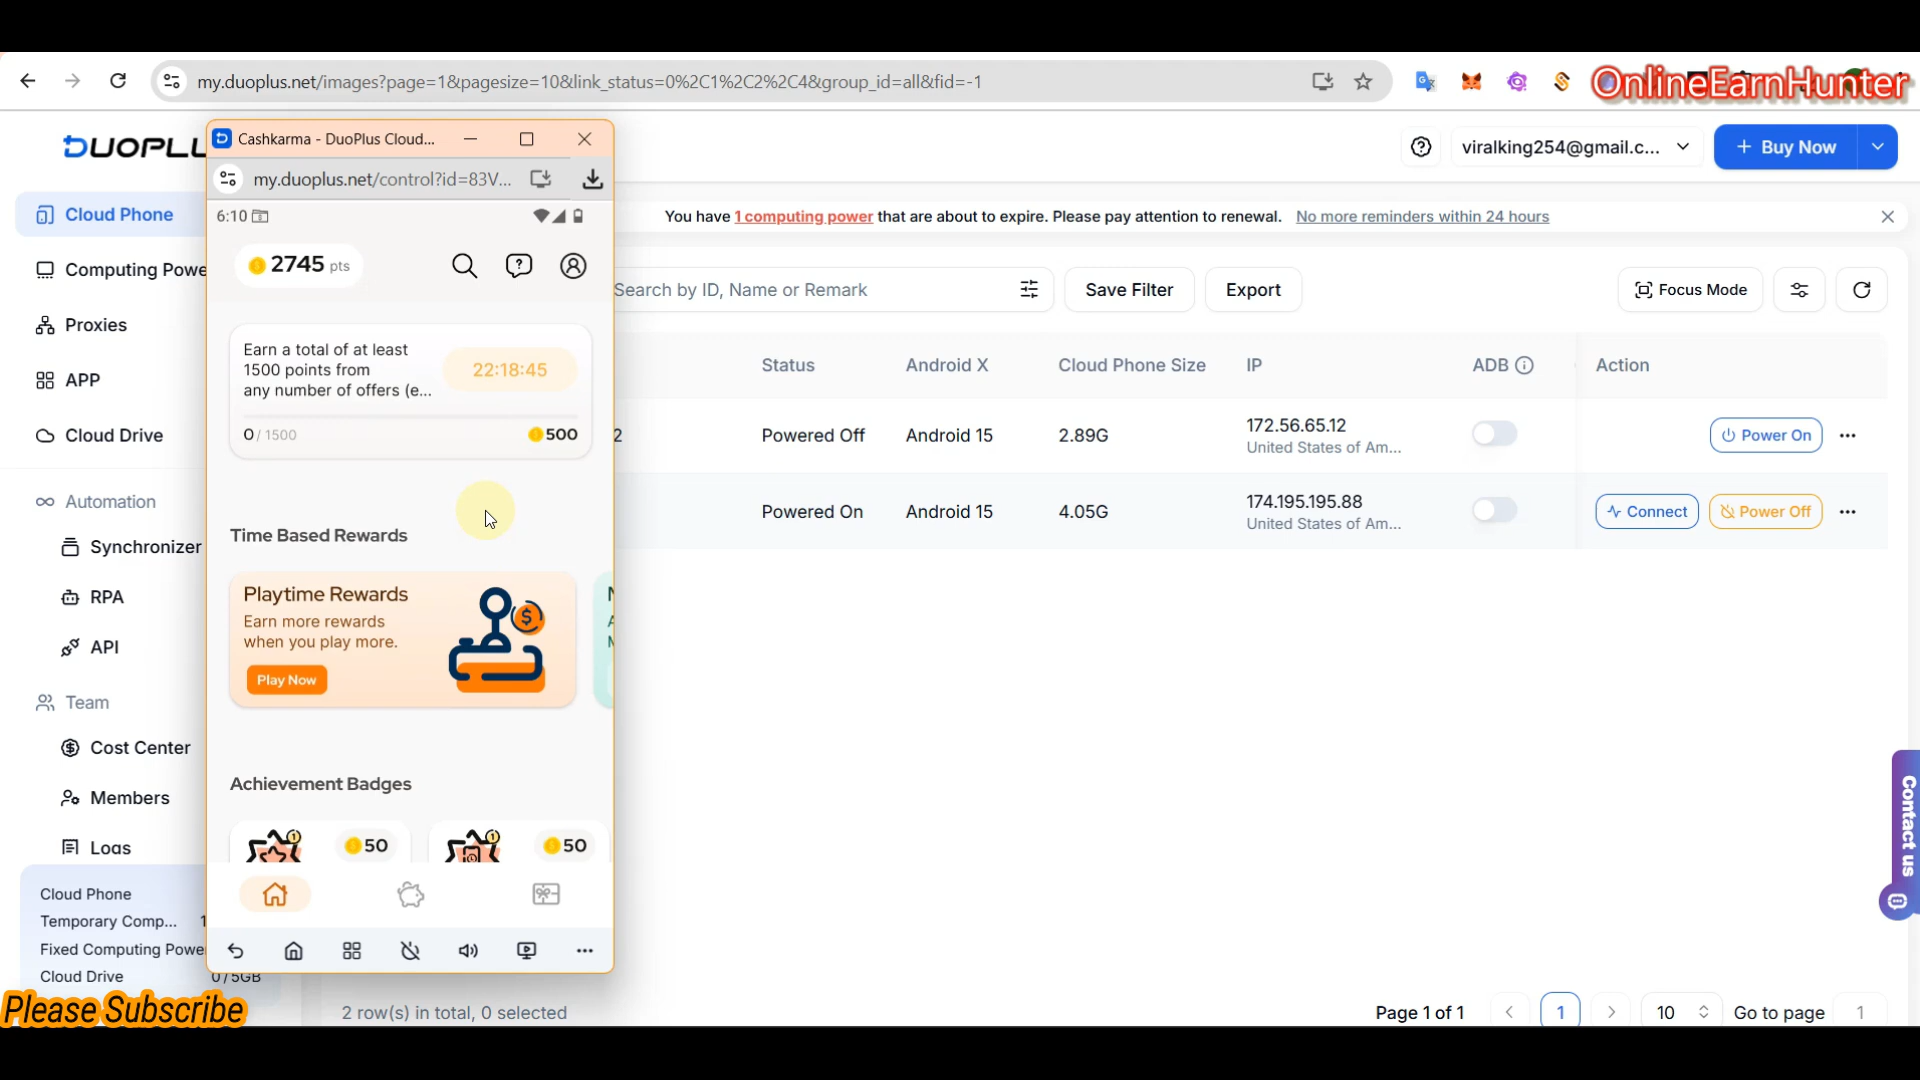 my.duoplus.net/images?page=1&pagesize=10&link_status=0%2C1%2C2%2C4&group_id=all&fid=-1
OnlineEarnHunter
DUOPLU
viralking254@gmail.c...
+ Buy Now
Cloud Phone
Computing Powe
Proxies
APP
Cloud Drive
Automation
Synchronizer
RPA
API
Team
Cost Center
Members
Logs
Cloud Phone
Temporary Comp... 1
Fixed Computing Power
Cloud Drive 0/5GB
Please Subscribe
Cashkarma - DuoPlus Cloud...
my.duoplus.net/control?id=83V...
6:10
2745 pts
Earn a total of at least
1500 points from
any number of offers (e...
22:18:45
0 / 1500
500
Time Based Rewards
Playtime Rewards
Earn more rewards
when you play more.
Play Now
Achievement Badges
50
50
You have 1 computing power that are about to expire. Please pay attention to renewal. No more reminders within 24 hours
Search by ID, Name or Remark
Save Filter
Export
Focus Mode
Status Android X Cloud Phone Size IP ADB Action
2 Powered Off Android 15 2.89G 172.56.65.12 Power On
United States of Am...
Powered On Android 15 4.05G 174.195.195.88 Connect Power Off
United States of Am...
Contact us
2 row(s) in total, 0 selected
Page 1 of 1
1
10
Go to page
1